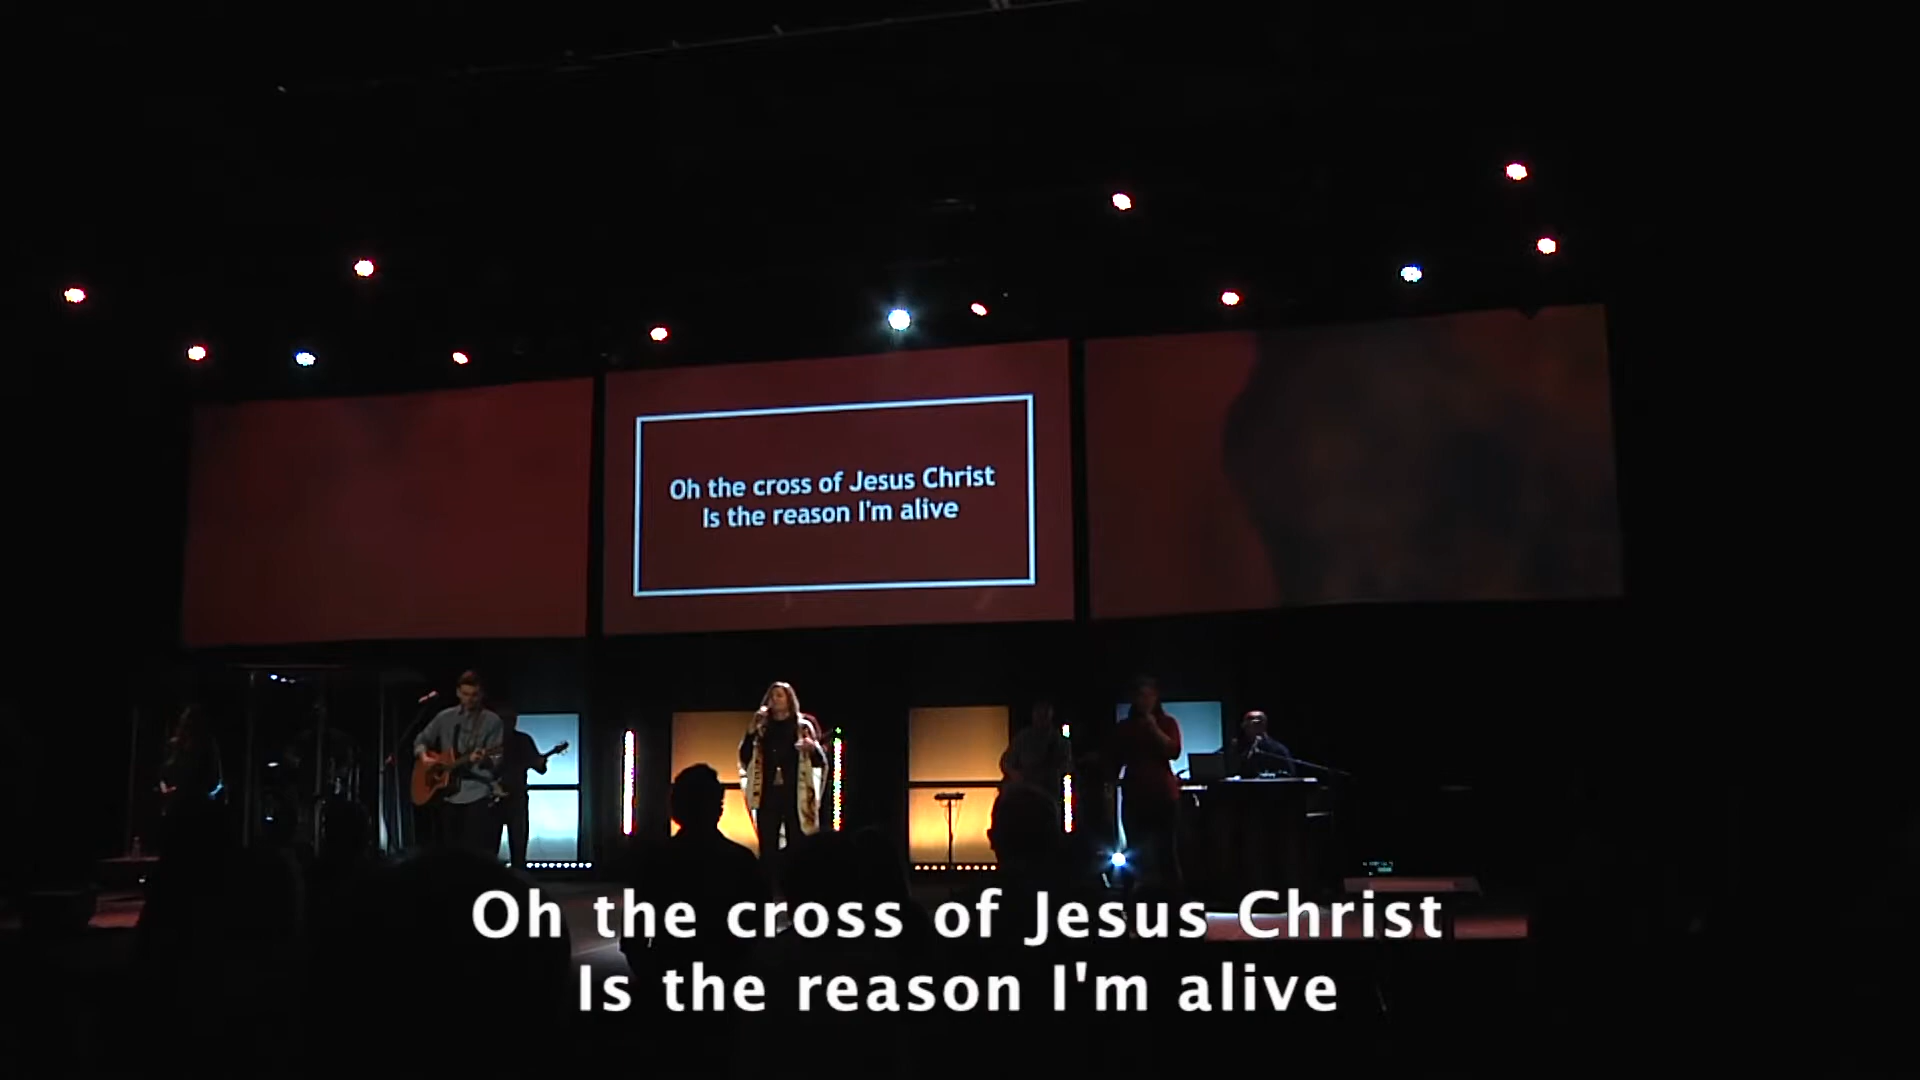 Oh the cross of Jesus Christ
Is the reason I'm alive
Oh the cross of Jesus Christ
Is the reason I'm alive